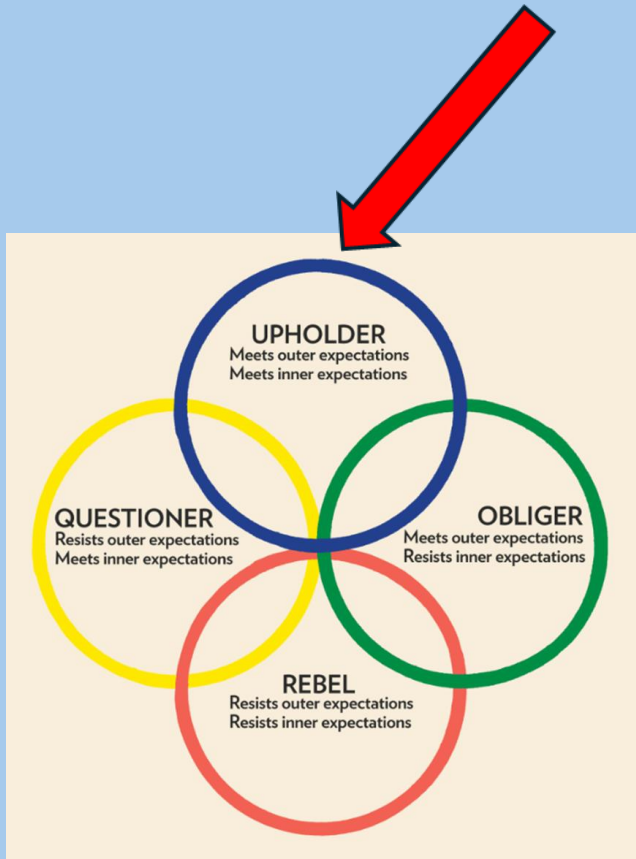 UPHOLDER
Meets outer expectations
Meets inner expectations
QUESTIONER
Resists outer expectations
Meets inner expectations
OBLIGER
Meets outer expectations
Resists inner expectations
REBEL
Resists outer expectations
Resists inner expectations